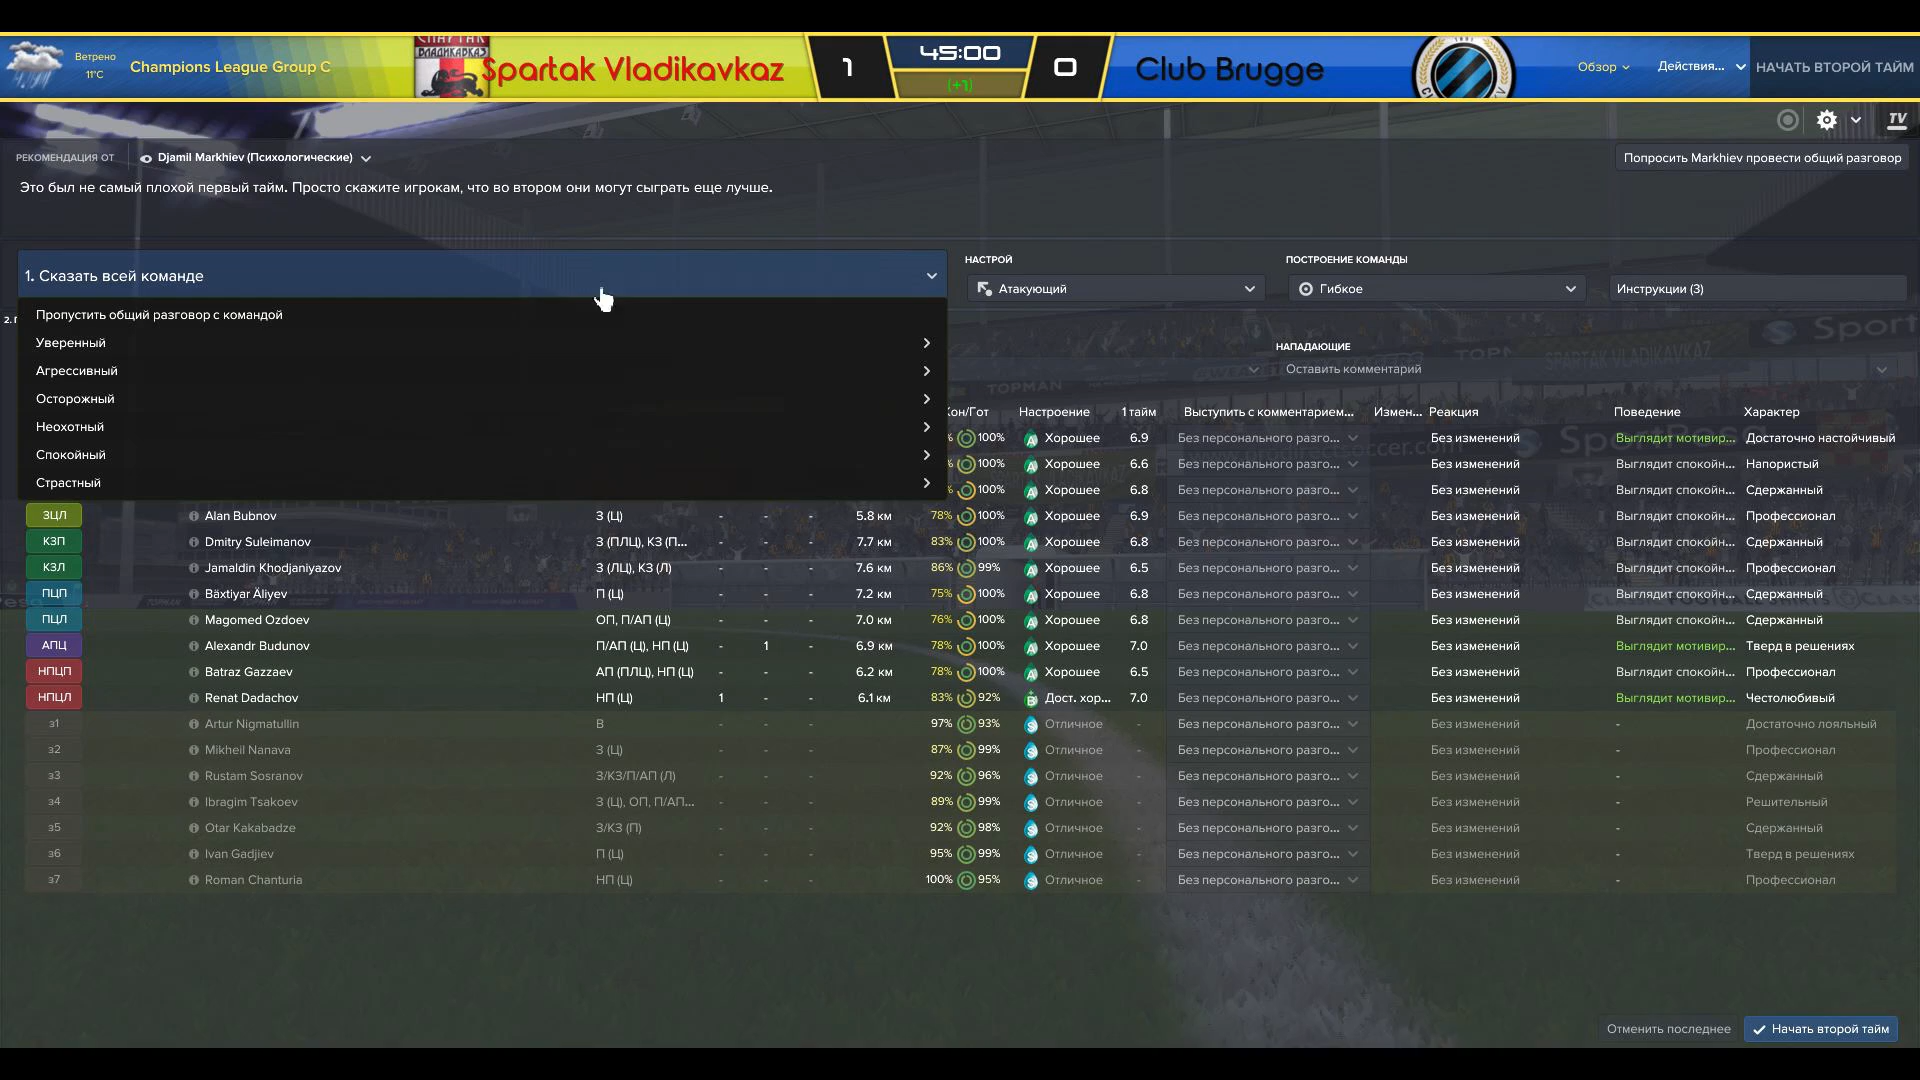 Ветрено
11°C
Champions League Group C
СПАРТАК
ВЛАДИКАВКАЗ
Spartak Vladikavkaz
1
45:00
(+1)
0
Club Brugge
Обзор
Действия...
НАЧАТЬ ВТОРОЙ ТАЙМ
TV
РЕКОМЕНДАЦИЯ ОТ
Djamil Markhiev (Психологические)
Попросить Markhiev провести общий разговор
Это был не самый плохой первый тайм. Просто скажите игрокам, что во втором они могут сыграть еще лучше.
1. Сказать всей команде
НАСТРОЙ
ПОСТРОЕНИЕ КОМАНДЫ
Атакующий
Гибкое
Инструкции (3)
Пропустить общий разговор с командой
Уверенный
Агрессивный
Осторожный
Неохотный
Спокойный
Страстный
НАПАДАЮЩИЕ
Оставить комментарий
Кон/Гот Настроение 1 тайм Выступить с комментарием... Измен... Реакция Поведение Характер
100% Хорошее 6.9 Без персонального разго... Без изменений Выглядит мотивир... Достаточно настойчивый
100% Хорошее 6.6 Без персонального разго... Без изменений Выглядит спокойн... Напористый
100% Хорошее 6.8 Без персонального разго... Без изменений Выглядит спокойн... Сдержанный
ЗЦЛ Alan Bubnov З (Ц) - - - 5.8 км 78% 100% Хорошее 6.9 Без персонального разго... Без изменений Выглядит спокойн... Профессионал
КЗП Dmitry Suleimanov З (ПЛЦ), КЗ (П... - - - 7.7 км 83% 100% Хорошее 6.8 Без персонального разго... Без изменений Выглядит спокойн... Сдержанный
КЗЛ Jamaldin Khodjaniyazov З (ЛЦ), КЗ (Л) - - - 7.6 км 86% 99% Хорошее 6.5 Без персонального разго... Без изменений Выглядит спокойн... Профессионал
ПЦП Bäxtiyar Äliyev П (Ц) - - - 7.2 км 75% 100% Хорошее 6.8 Без персонального разго... Без изменений Выглядит спокойн... Сдержанный
ПЦЛ Magomed Ozdoev ОП, П/АП (Ц) - - - 7.0 км 76% 100% Хорошее 6.8 Без персонального разго... Без изменений Выглядит спокойн... Сдержанный
АПЦ Alexandr Budunov П/АП (Ц), НП (Ц) - 1 - 6.9 км 78% 100% Хорошее 7.0 Без персонального разго... Без изменений Выглядит мотивир... Тверд в решениях
НПЦП Batraz Gazzaev АП (ПЛЦ), НП (Ц) - - - 6.2 км 78% 100% Хорошее 6.5 Без персонального разго... Без изменений Выглядит спокойн... Профессионал
НПЦЛ Renat Dadachov НП (Ц) 1 - - 6.1 км 83% 92% Дост. хор... 7.0 Без персонального разго... Без изменений Выглядит мотивир... Честолюбивый
з1 Artur Nigmatullin В - - - 97% 93% Отличное - Без персонального разго... Без изменений - Достаточно лояльный
з2 Mikheil Nanava З (Ц) - - - 87% 99% Отличное - Без персонального разго... Без изменений - Профессионал
з3 Rustam Sosranov З/КЗ/П/АП (Л) - - - 92% 96% Отличное - Без персонального разго... Без изменений - Сдержанный
з4 Ibragim Tsakoev З (Ц), ОП, П/АП... - - - 89% 99% Отличное - Без персонального разго... Без изменений - Решительный
з5 Otar Kakabadze З/КЗ (П) - - - 92% 98% Отличное - Без персонального разго... Без изменений - Сдержанный
з6 Ivan Gadjiev П (Ц) - - - 95% 99% Отличное - Без персонального разго... Без изменений - Тверд в решениях
з7 Roman Chanturia НП (Ц) - - - 100% 95% Отличное - Без персонального разго... Без изменений - Профессионал
Отменить последнее
Начать второй тайм